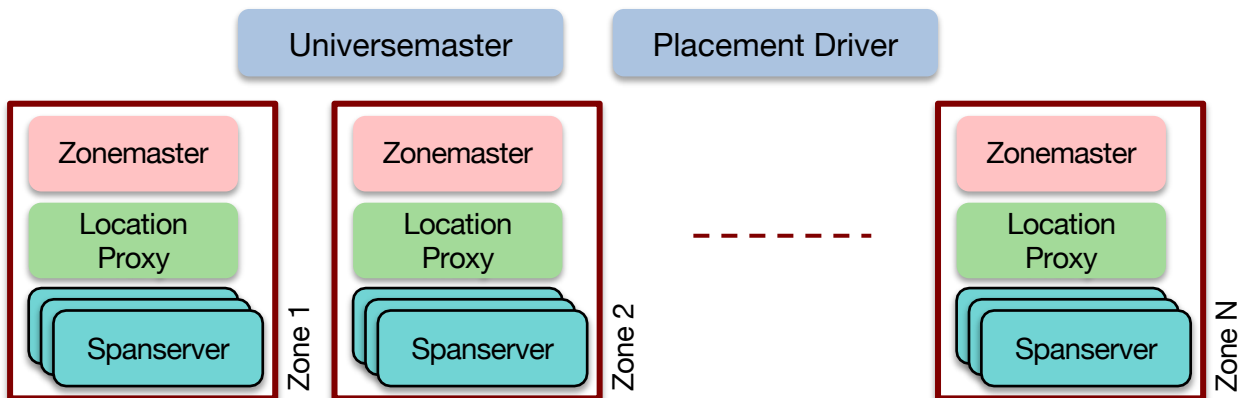 Universemaster
Placement Driver
Zonemaster
Location
Proxy
Spanserver
Zone 1
Zonemaster
Location
Proxy
Spanserver
Zone 2
Zonemaster
Location
Proxy
Spanserver
Zone N